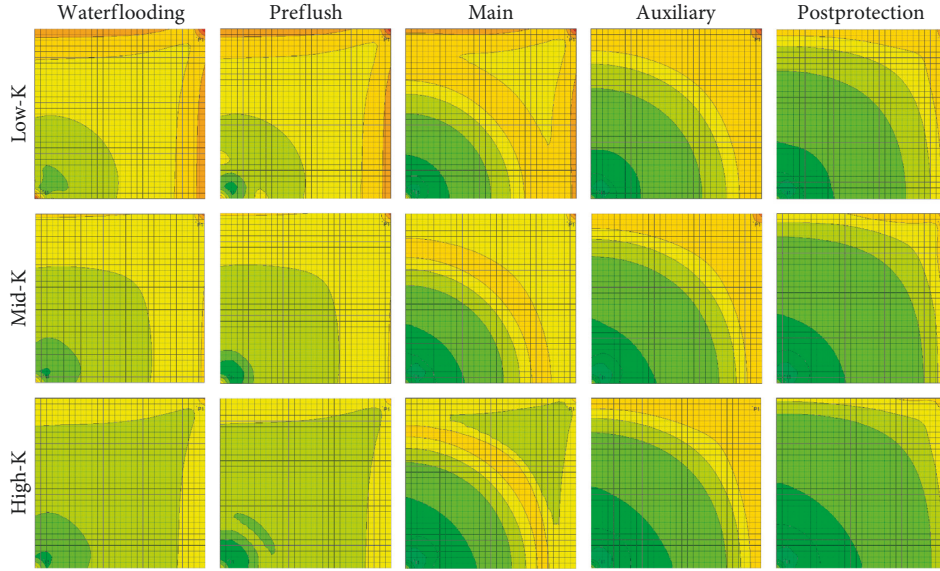 Waterflooding Preflush Main Auxiliary Postprotection
Low-K
Mid-K
High-K